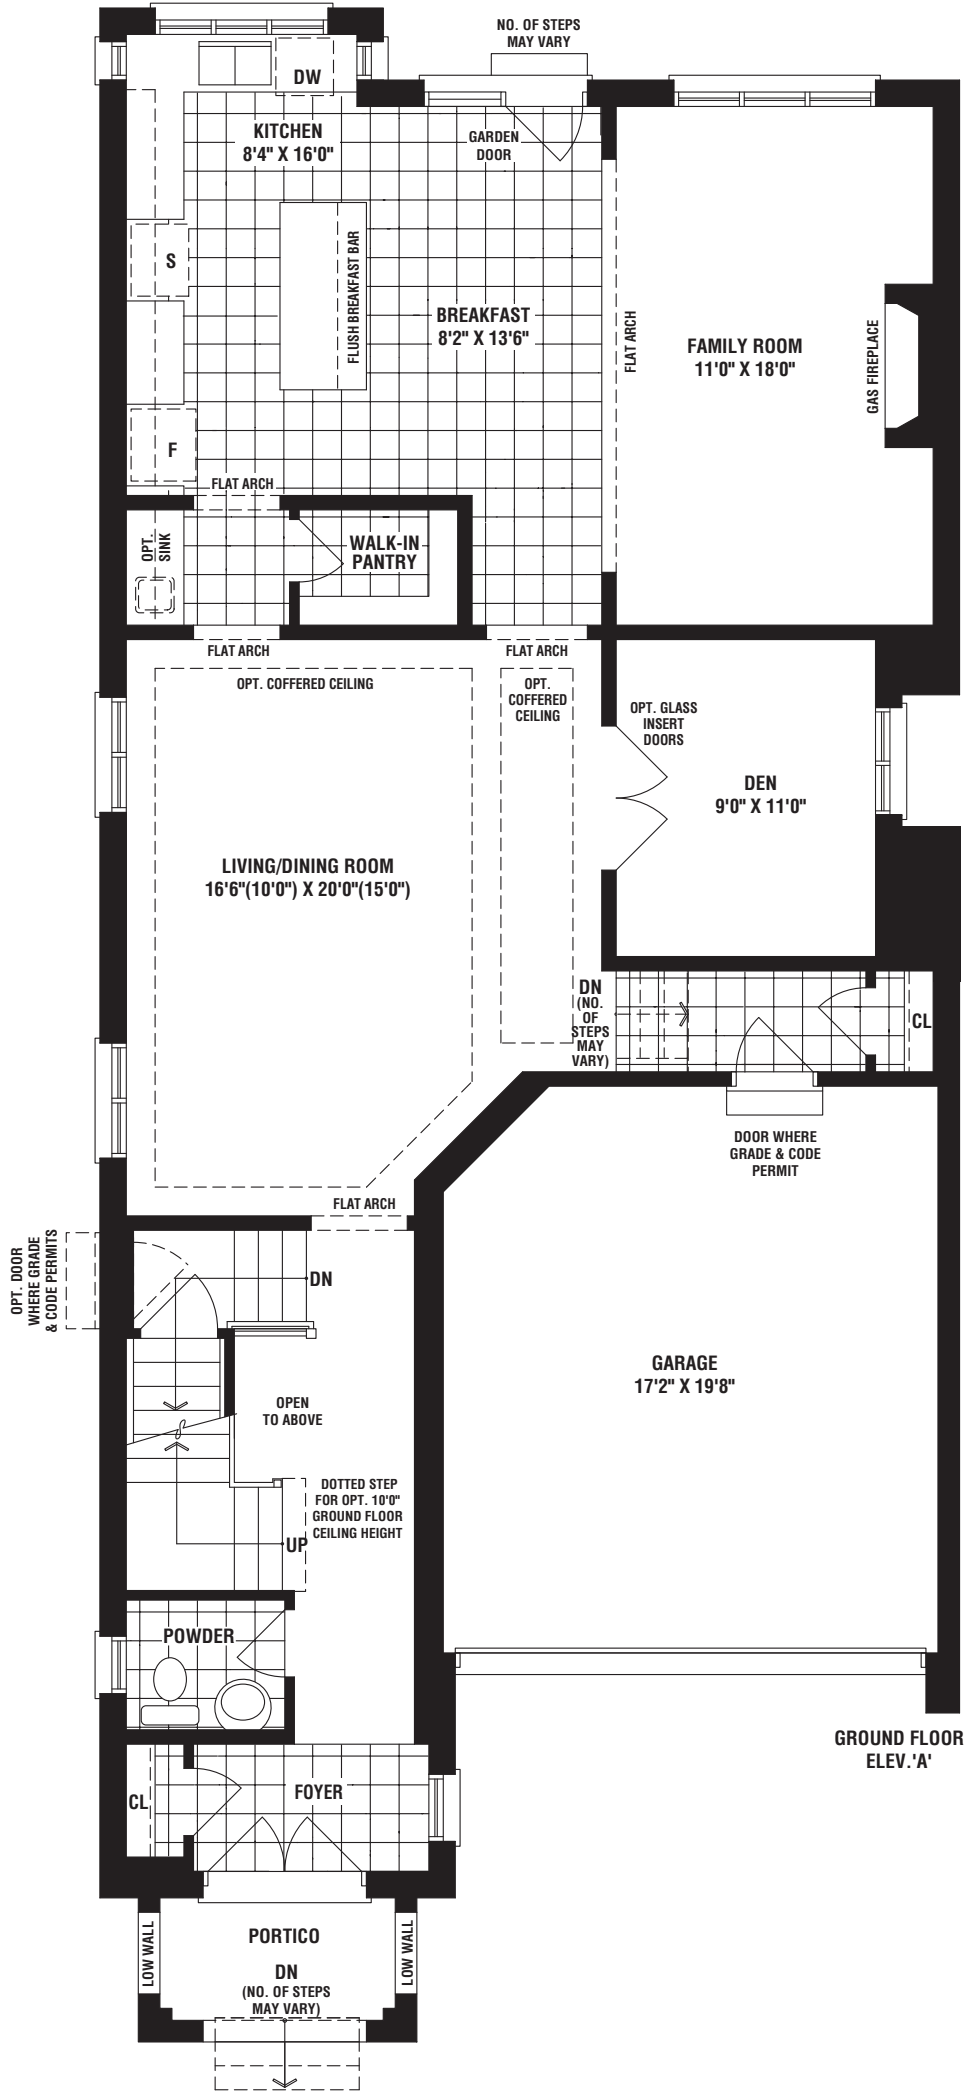 NO. OF STEPS
MAY VARY
DW
KITCHEN
8'4" X 16'0"
GARDEN
DOOR
S
FLUSH BREAKFAST BAR
BREAKFAST
8'2" X 13'6"
FLAT ARCH
FAMILY ROOM
11'0" X 18'0"
GAS FIREPLACE
F
FLAT ARCH
OPT.
SINK
WALK-IN
PANTRY
FLAT ARCH
FLAT ARCH
OPT. COFFERED CEILING
OPT.
COFFERED
CEILING
OPT. GLASS
INSERT
DOORS
DEN
9'0" X 11'0"
LIVING/DINING ROOM
16'6"(10'0") X 20'0"(15'0")
DN
(NO.
OF
STEPS
MAY
VARY)
CL
DOOR WHERE
GRADE & CODE
PERMIT
FLAT ARCH
OPT. DOOR
WHERE GRADE
& CODE PERMITS
DN
GARAGE
17'2" X 19'8"
OPEN
TO ABOVE
DOTTED STEP
FOR OPT. 10'0"
GROUND FLOOR
CEILING HEIGHT
UP
POWDER
GROUND FLOOR
ELEV.'A'
CL
FOYER
LOW WALL
PORTICO
LOW WALL
DN
(NO. OF STEPS
MAY VARY)